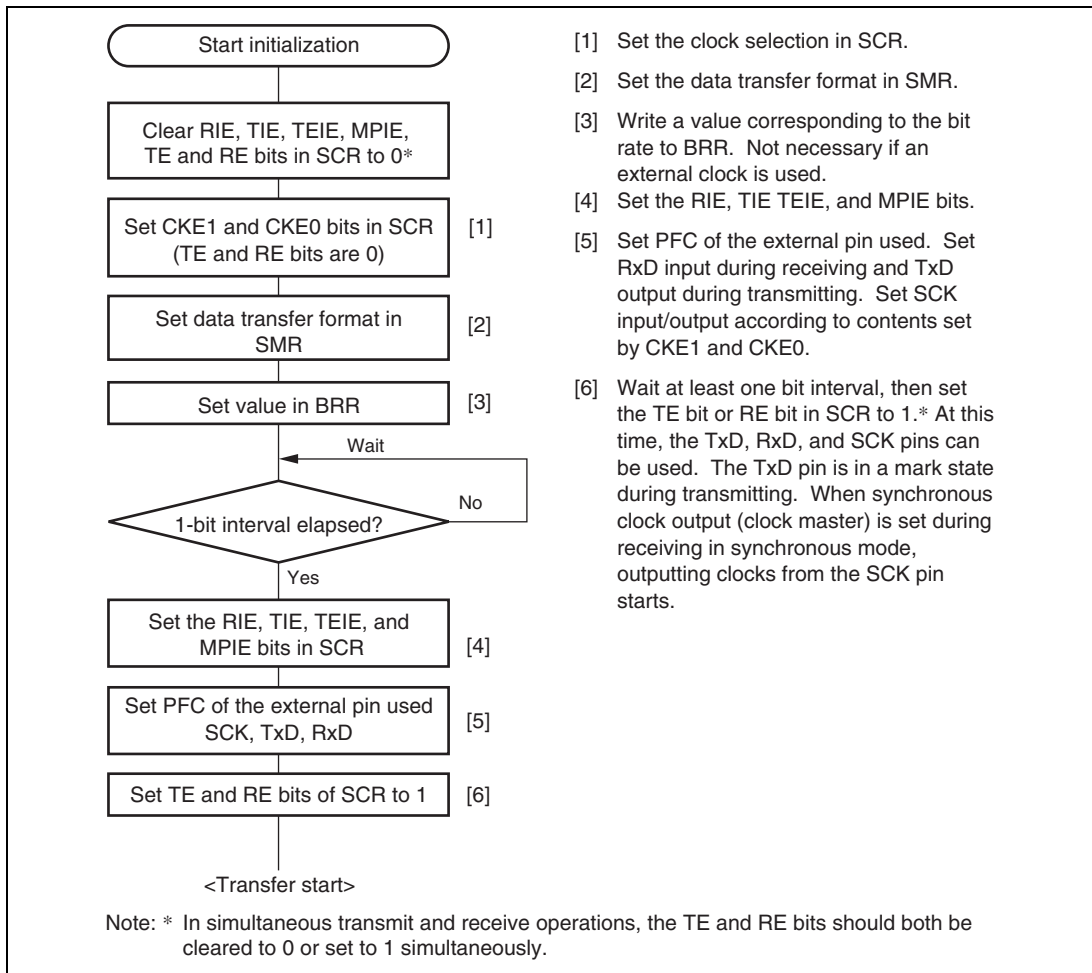 Start initialization
Clear RIE, TIE, TEIE, MPIE,
TE and RE bits in SCR to 0*
Set CKE1 and CKE0 bits in SCR
(TE and RE bits are 0)
[1]
Set data transfer format in
SMR
[2]
Set value in BRR
[3]
Wait
1-bit interval elapsed?
No
Yes
Set the RIE, TIE, TEIE, and
MPIE bits in SCR
[4]
Set PFC of the external pin used
SCK, TxD, RxD
[5]
Set TE and RE bits of SCR to 1
[6]
<Transfer start>
[1] Set the clock selection in SCR.
[2] Set the data transfer format in SMR.
[3] Write a value corresponding to the bit
rate to BRR. Not necessary if an
external clock is used.
[4] Set the RIE, TIE TEIE, and MPIE bits.
[5] Set PFC of the external pin used. Set
RxD input during receiving and TxD
output during transmitting. Set SCK
input/output according to contents set
by CKE1 and CKE0.
[6] Wait at least one bit interval, then set
the TE bit or RE bit in SCR to 1.* At this
time, the TxD, RxD, and SCK pins can
be used. The TxD pin is in a mark state
during transmitting. When synchronous
clock output (clock master) is set during
receiving in synchronous mode,
outputting clocks from the SCK pin
starts.
Note: * In simultaneous transmit and receive operations, the TE and RE bits should both be
cleared to 0 or set to 1 simultaneously.